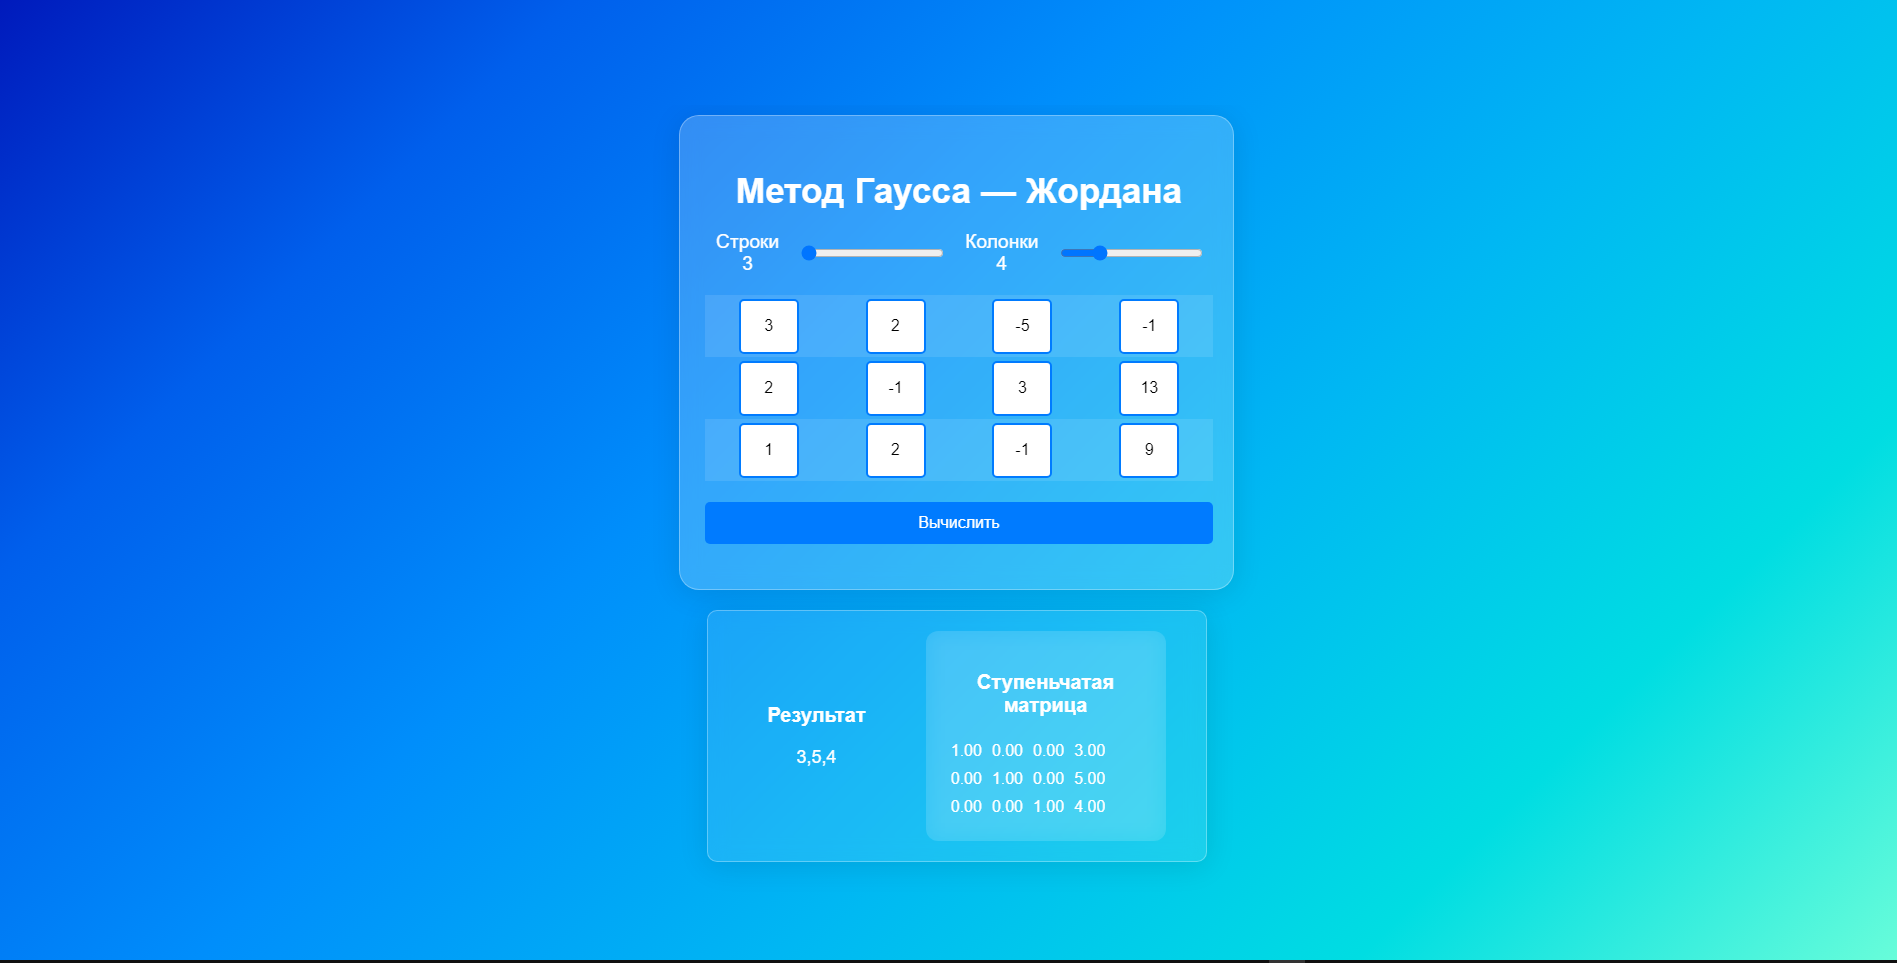 Метод Гаусса — Жордана
Строки
3
Колонки
4
3 2 -5 -1
2 -1 3 13
1 2 -1 9
Вычислить
Результат
3,5,4
Ступенчатая
матрица
1.00 0.00 0.00 3.00
0.00 1.00 0.00 5.00
0.00 0.00 1.00 4.00